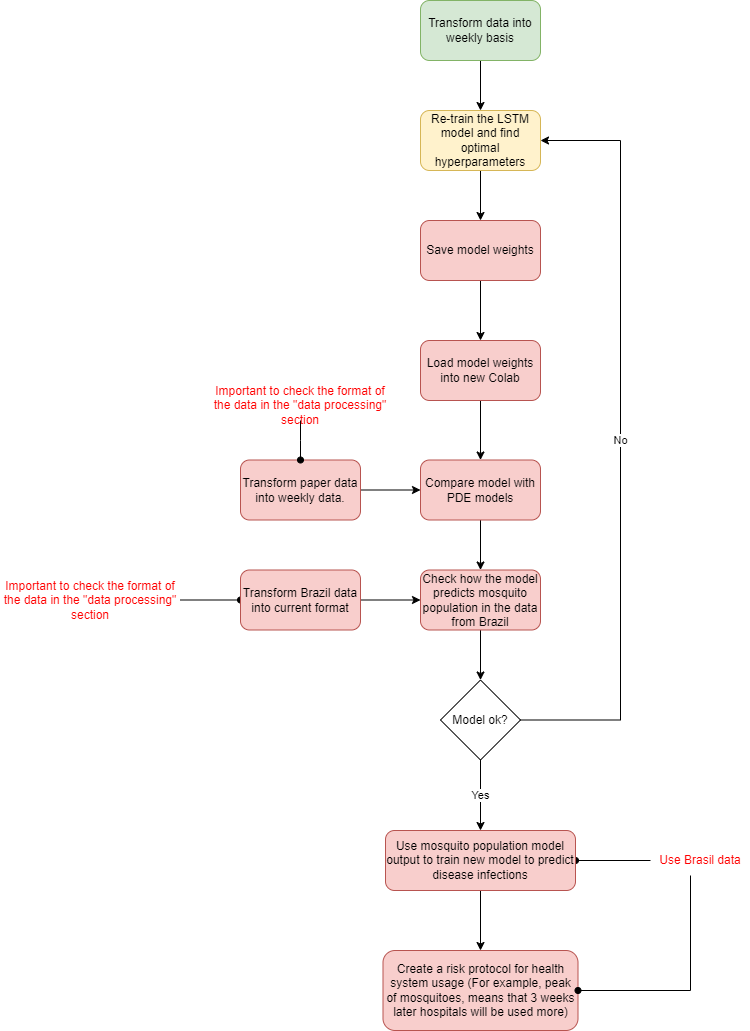 Transform data into
weekly basis
Re-train the LSTM
model and find
optimal
hyperparameters
Save model weights
Load model weights
into new Colab
Important to check the format of
the data in the "data processing"
section
No
Transform paper data
into weekly data.
Compare model with
PDE models
Important to check the format of
the data in the "data processing"
section
Transform Brazil data
into current format
Check how the model
predicts mosquito
population in the data
from Brazil
Model ok?
Yes
Use mosquito population model
output to train new model to predict
disease infections
Use Brasil data
Create a risk protocol for health
system usage (For example, peak
of mosquitoes, means that 3 weeks
later hospitals will be used more)